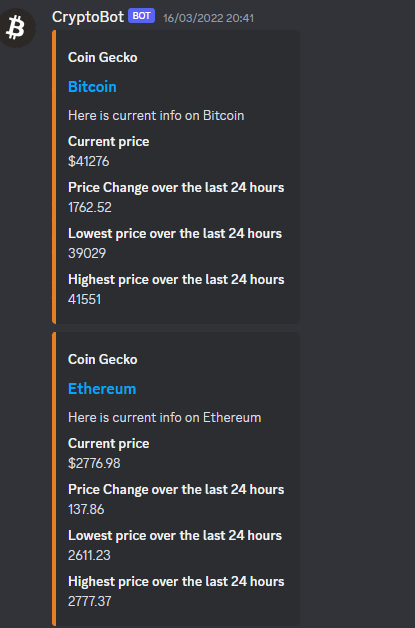 CryptoBot BOT 16/03/2022 20:41
Coin Gecko
Bitcoin
Here is current info on Bitcoin
Current price
$41276
Price Change over the last 24 hours
1762.52
Lowest price over the last 24 hours
39029
Highest price over the last 24 hours
41551
Coin Gecko
Ethereum
Here is current info on Ethereum
Current price
$2776.98
Price Change over the last 24 hours
137.86
Lowest price over the last 24 hours
2611.23
Highest price over the last 24 hours
2777.37